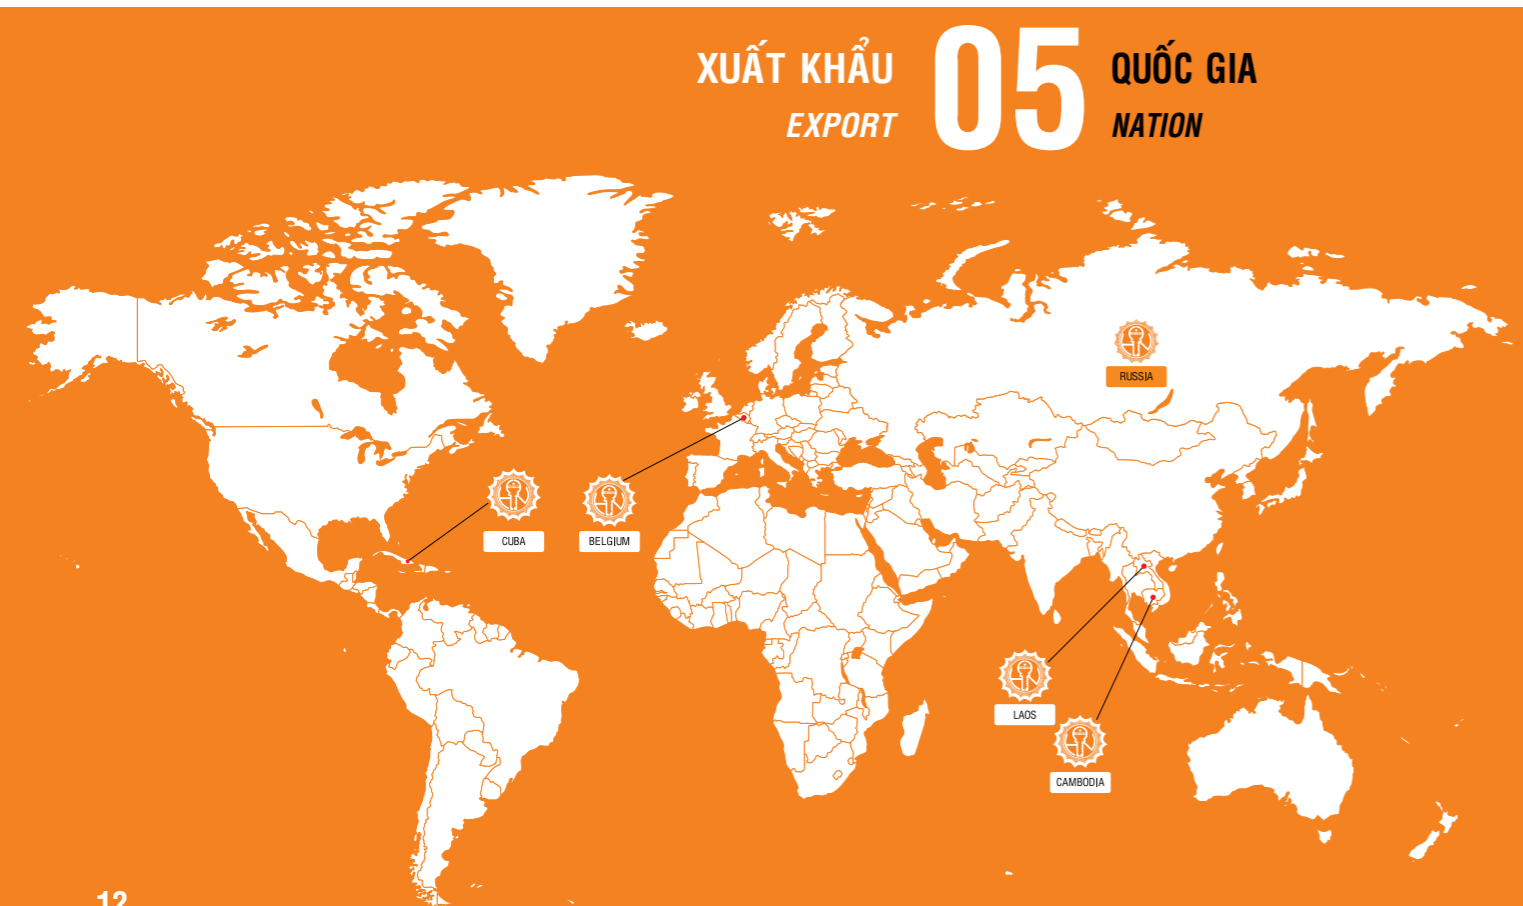 XUẤT KHẨU
EXPORT
05
QUỐC GIA
NATION
RUSSIA
CUBA
BELGIUM
LAOS
CAMBODIA
12